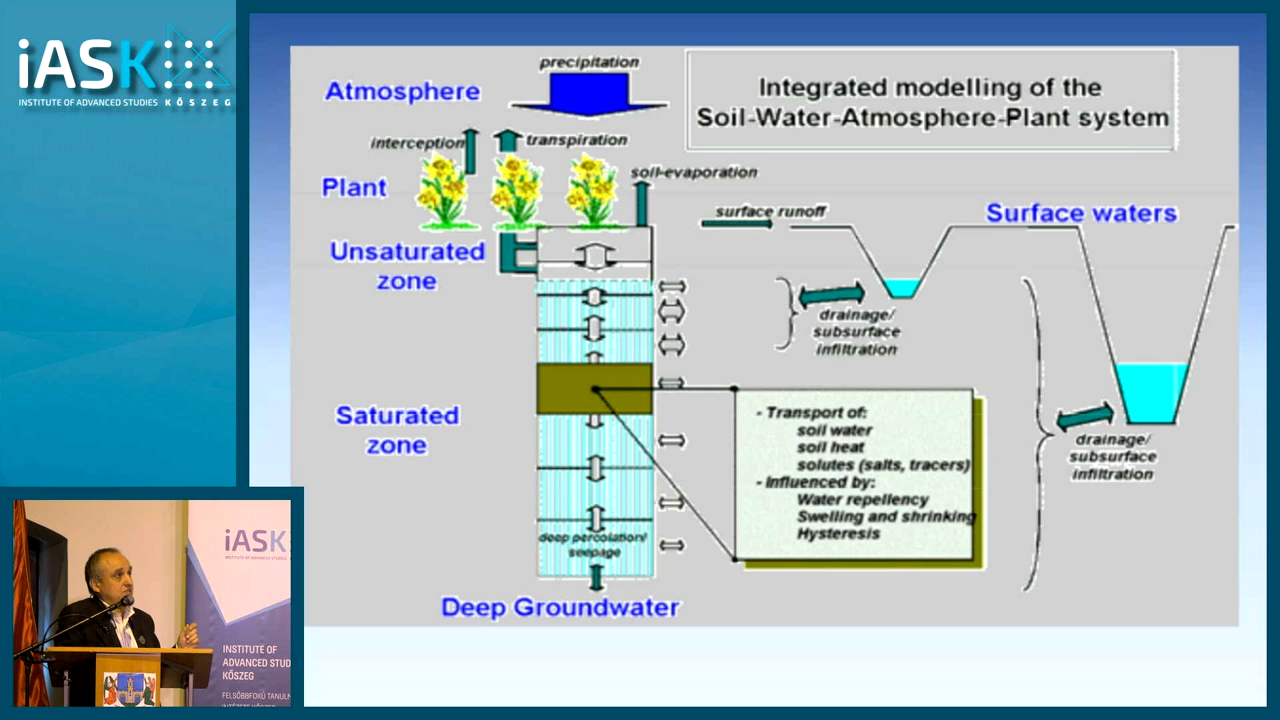 iASK
INSTITUTE OF ADVANCED STUDIES KŐSZEG
precipitation
Integrated modelling of the
Soil-Water-Atmosphere-Plant system
Atmosphere
interception
transpiration
soil-evaporation
Plant
surface runoff
Surface waters
Unsaturated
zone
drainage/
subsurface
infiltration
Saturated
zone
- Transport of:
soil water
soil heat
solutes (salts, tracers)
- Influenced by:
Water repellency
Swelling and shrinking
Hysteresis
drainage/
subsurface
infiltration
deep percolation/
seepage
Deep Groundwater
iASK
INSTITUTE OF
ADVANCED STUD
KŐSZEG
FELSŐBBFOKÚ TANULM